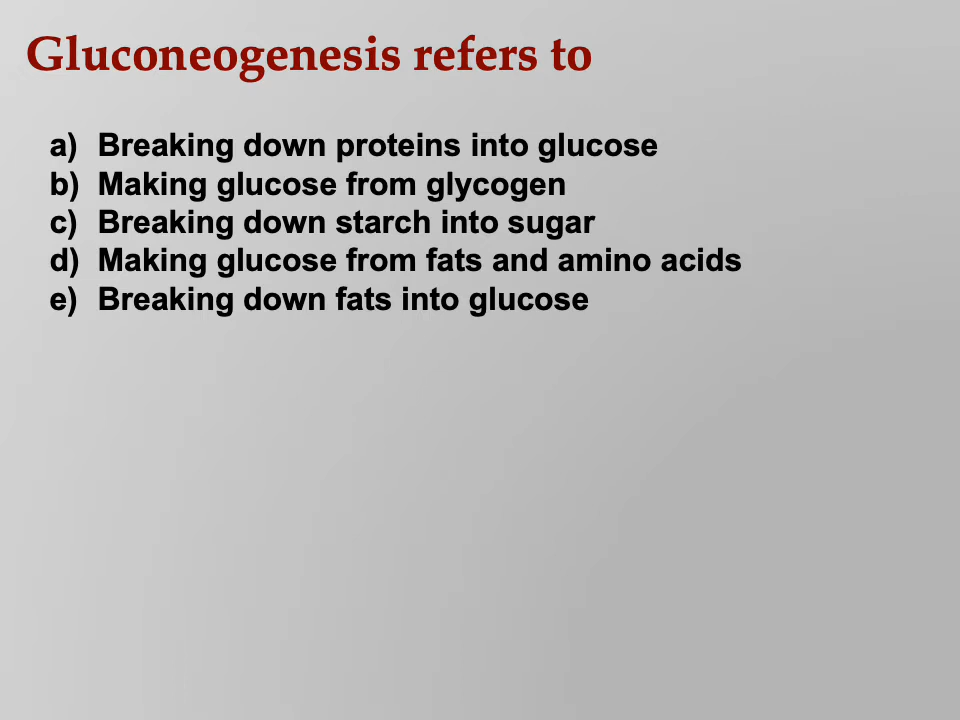 Gluconeogenesis refers to
a) Breaking down proteins into glucose
b) Making glucose from glycogen
c) Breaking down starch into sugar
d) Making glucose from fats and amino acids
e) Breaking down fats into glucose